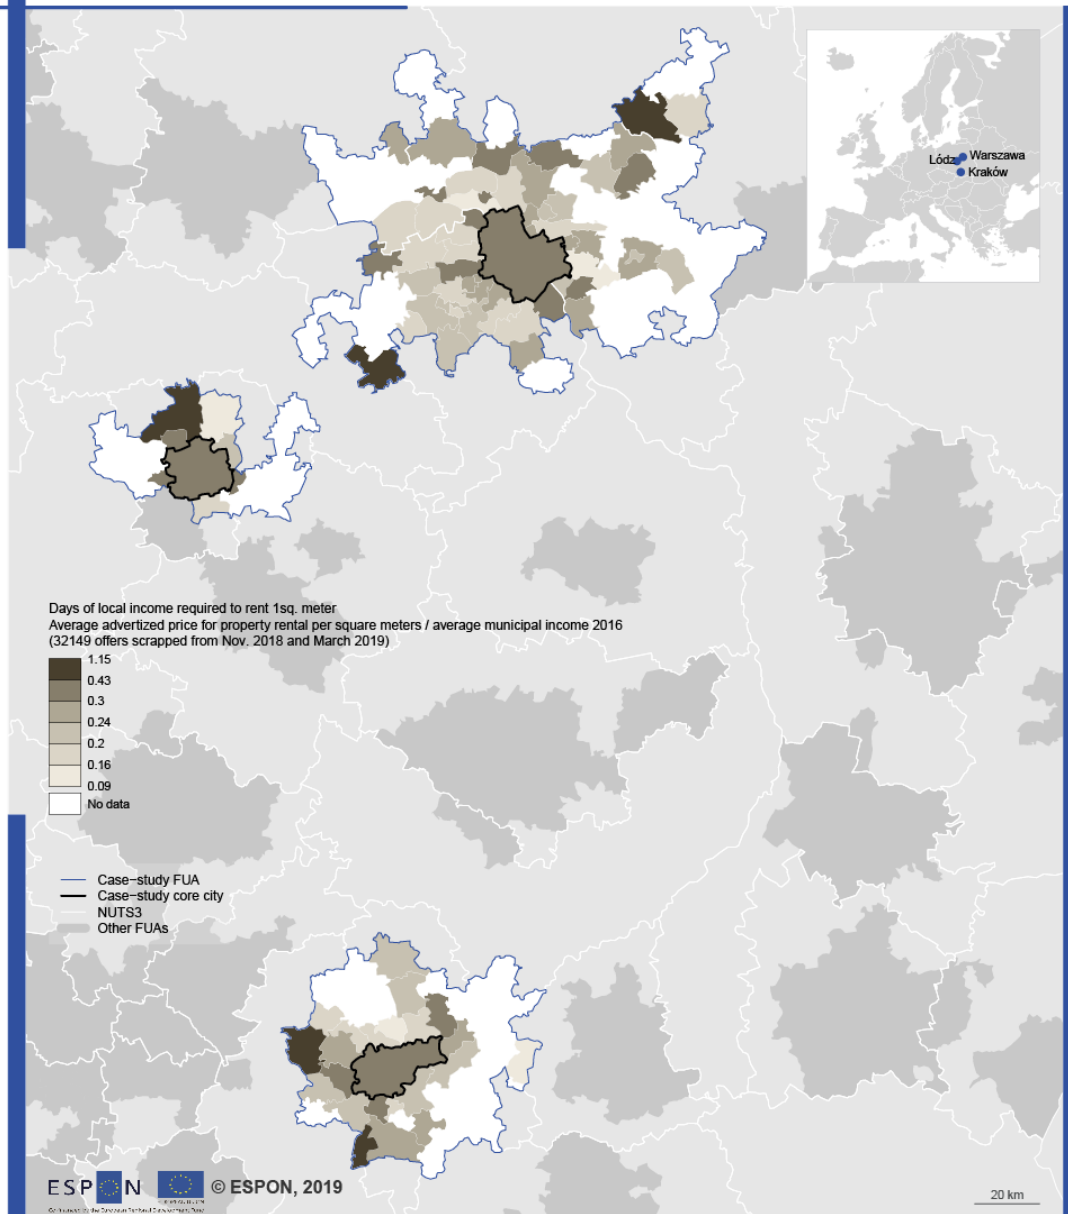 Lódz
Warszawa
Kraków
Days of local income required to rent 1sq. meter
Average advertized price for property rental per square meters / average municipal income 2016
(32149 offers scrapped from Nov. 2018 and March 2019)
1.15
0.43
0.3
0.24
0.2
0.16
0.09
No data
Case−study FUA
Case−study core city
NUTS3
Other FUAs
ESPON
© ESPON, 2019
20 km